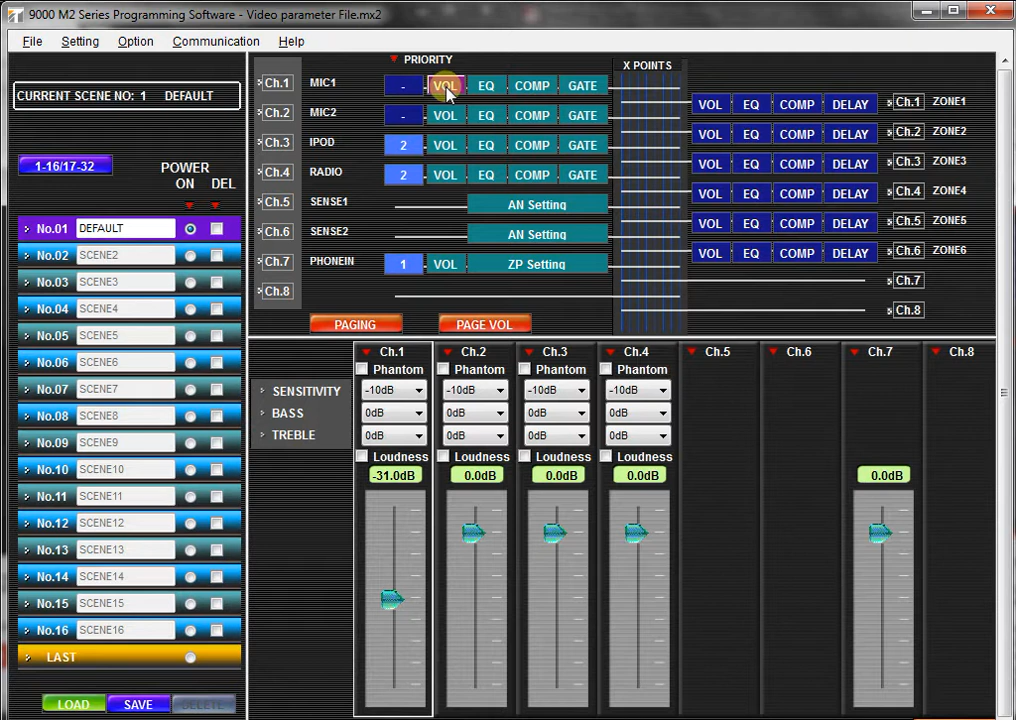 9000 M2 Series Programming Software - Video parameter File.mx2
File Setting Option Communication Help
CURRENT SCENE NO: 1 DEFAULT
1-16/17-32
POWER
ON DEL
No.01 DEFAULT
No.02 SCENE2
No.03 SCENE3
No.04 SCENE4
No.05 SCENE5
No.06 SCENE6
No.07 SCENE7
No.08 SCENE8
No.09 SCENE9
No.10 SCENE10
No.11 SCENE11
No.12 SCENE12
No.13 SCENE13
No.14 SCENE14
No.15 SCENE15
No.16 SCENE16
LAST
LOAD SAVE DELETE
PRIORITY X POINTS
Ch.1 MIC1 - VOL EQ COMP GATE
Ch.2 MIC2 - VOL EQ COMP GATE
Ch.3 IPOD 2 VOL EQ COMP GATE
Ch.4 RADIO 2 VOL EQ COMP GATE
Ch.5 SENSE1 AN Setting
Ch.6 SENSE2 AN Setting
Ch.7 PHONEIN 1 VOL ZP Setting
Ch.8
VOL EQ COMP DELAY Ch.1 ZONE1
VOL EQ COMP DELAY Ch.2 ZONE2
VOL EQ COMP DELAY Ch.3 ZONE3
VOL EQ COMP DELAY Ch.4 ZONE4
VOL EQ COMP DELAY Ch.5 ZONE5
VOL EQ COMP DELAY Ch.6 ZONE6
Ch.7
Ch.8
PAGING PAGE VOL
Ch.1 Ch.2 Ch.3 Ch.4 Ch.5 Ch.6 Ch.7 Ch.8
Phantom Phantom Phantom Phantom
SENSITIVITY -10dB -10dB -10dB -10dB
BASS 0dB 0dB 0dB 0dB
TREBLE 0dB 0dB 0dB 0dB
Loudness Loudness Loudness Loudness
-31.0dB 0.0dB 0.0dB 0.0dB 0.0dB